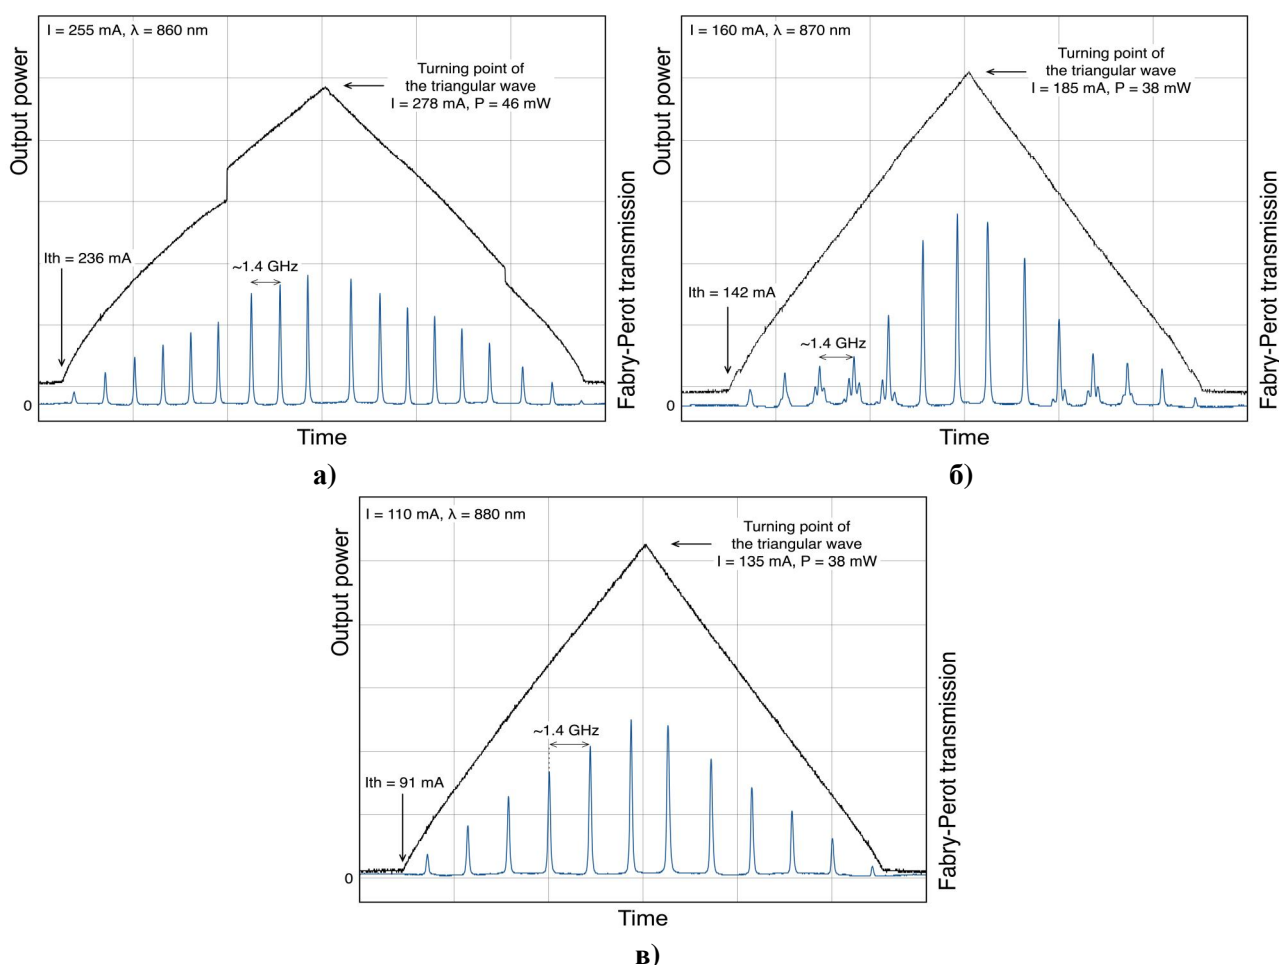 I = 255 mA, λ = 860 nm
Output power
Turning point of
the triangular wave
I = 278 mA, P = 46 mW
Ith = 236 mA
~1.4 GHz
0
Fabry-Perot transmission
Time
а)
I = 160 mA, λ = 870 nm
Output power
Turning point of
the triangular wave
I = 185 mA, P = 38 mW
Ith = 142 mA
~1.4 GHz
0
Fabry-Perot transmission
Time
б)
I = 110 mA, λ = 880 nm
Output power
Turning point of
the triangular wave
I = 135 mA, P = 38 mW
~1.4 GHz
Ith = 91 mA
0
Fabry-Perot transmission
Time
в)